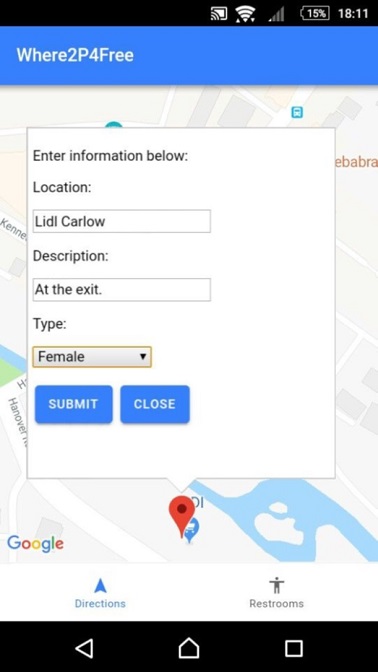 15% 18:11
Where2P4Free
Enter information below:
ebabra
Location:
Lidl Carlow
Kenne
Description:
At the exit.
Type:
Female
SUBMIT CLOSE
Hanover R
DI
Google
Directions Restrooms